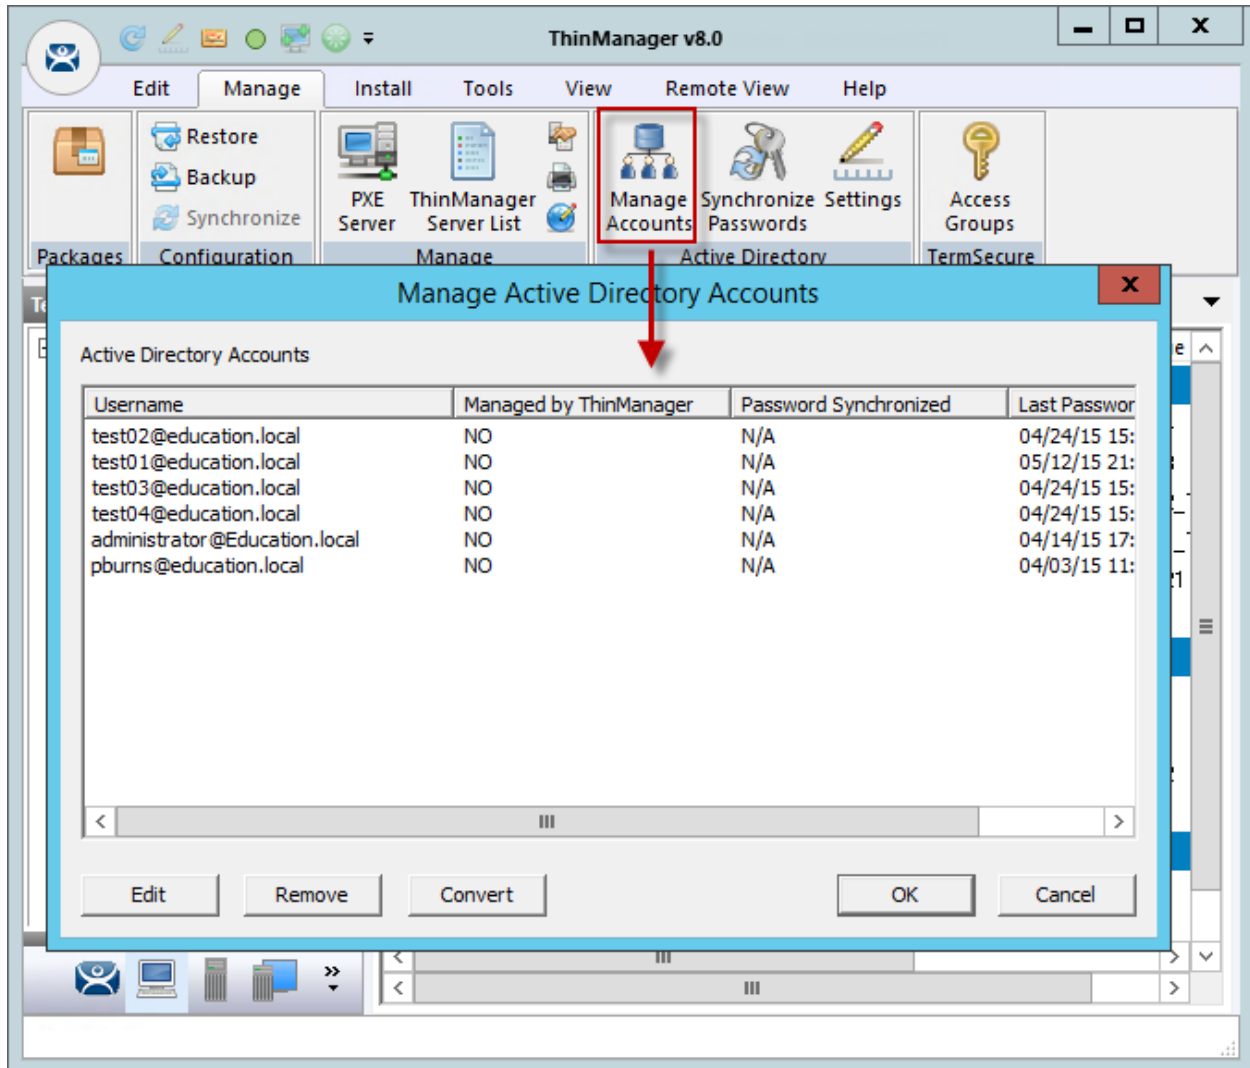 ThinManager v8.0
Edit Manage Install Tools View Remote View Help
Restore
Backup
Synchronize
PXE Server
ThinManager Server List
Manage Accounts
Synchronize Passwords
Settings
Access Groups
Packages Configuration Manage Active Directory TermSecure
Manage Active Directory Accounts
Active Directory Accounts
Username Managed by ThinManager Password Synchronized Last Passwor
test02@education.local NO N/A 04/24/15 15:
test01@education.local NO N/A 05/12/15 21:
test03@education.local NO N/A 04/24/15 15:
test04@education.local NO N/A 04/24/15 15:
administrator@Education.local NO N/A 04/14/15 17:
pburns@education.local NO N/A 04/03/15 11:
Edit Remove Convert OK Cancel